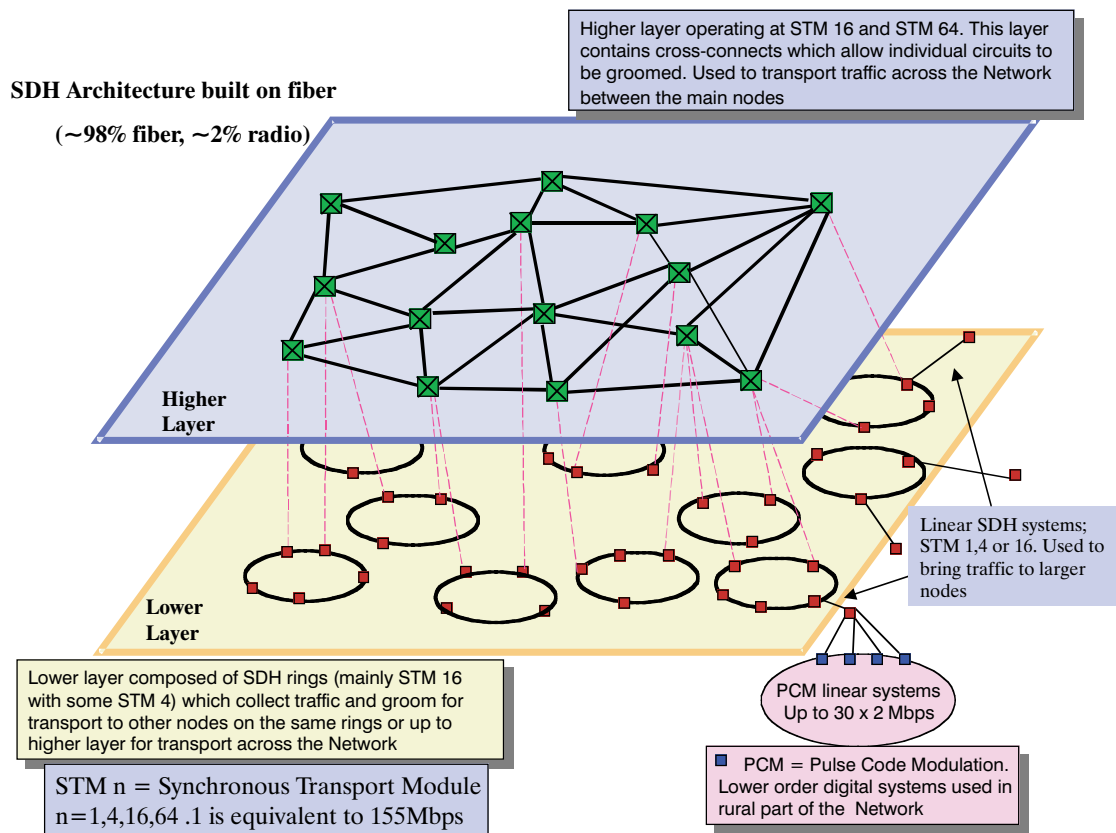 Higher layer operating at STM 16 and STM 64. This layer
contains cross-connects which allow individual circuits to
be groomed. Used to transport traffic across the Network
between the main nodes
SDH Architecture built on fiber
(~98% fiber, ~2% radio)
Higher
Layer
Linear SDH systems;
STM 1,4 or 16. Used to
bring traffic to larger
nodes
Lower
Layer
Lower layer composed of SDH rings (mainly STM 16
with some STM 4) which collect traffic and groom for
transport to other nodes on the same rings or up to
higher layer for transport across the Network
PCM linear systems
Up to 30 x 2 Mbps
PCM = Pulse Code Modulation.
Lower order digital systems used in
rural part of the Network
STM n = Synchronous Transport Module
n=1,4,16,64 .1 is equivalent to 155Mbps